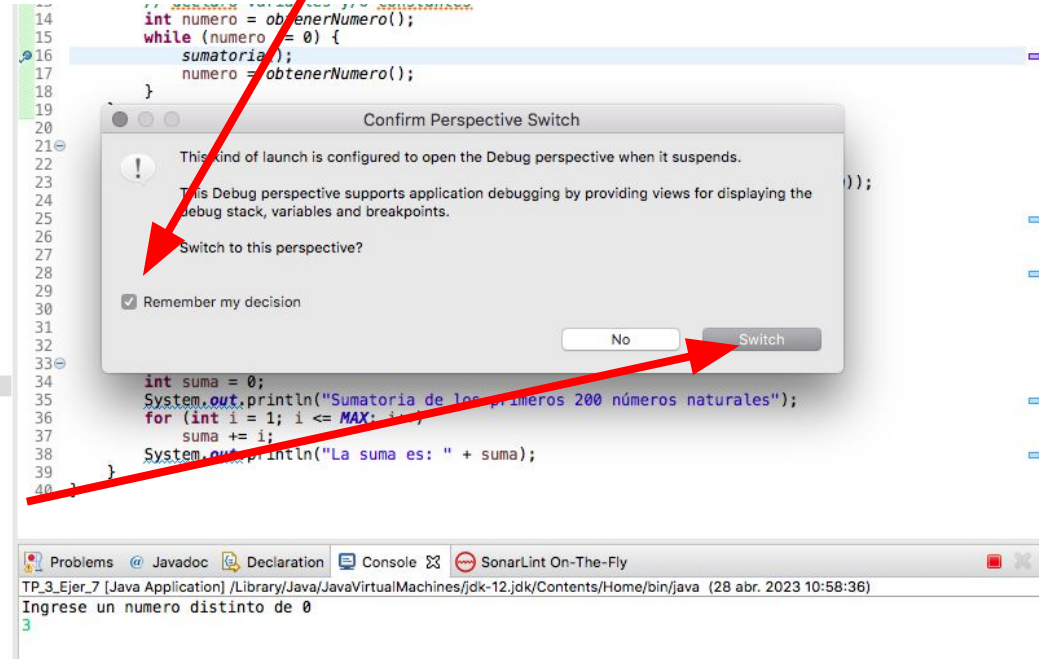 13 // declaro variables y/o constantes
14 int numero = obtenerNumero();
15 while (numero != 0) {
16 sumatoria();
17 numero = obtenerNumero();
18 }
19 }
20
21
22
23 ));
24
25
26
27
28
29
30
31
32
33
34 int suma = 0;
35 System.out.println("Sumatoria de los primeros 200 números naturales");
36 for (int i = 1; i <= MAX; i++)
37 suma += i;
38 System.out.println("La suma es: " + suma);
39 }
40 }
Confirm Perspective Switch
This kind of launch is configured to open the Debug perspective when it suspends.
This Debug perspective supports application debugging by providing views for displaying the
debug stack, variables and breakpoints.
Switch to this perspective?
Remember my decision
No Switch
Problems @ Javadoc Declaration Console SonarLint On-The-Fly
TP_3_Ejer_7 [Java Application] /Library/Java/JavaVirtualMachines/jdk-12.jdk/Contents/Home/bin/java (28 abr. 2023 10:58:36)
Ingrese un numero distinto de 0
3